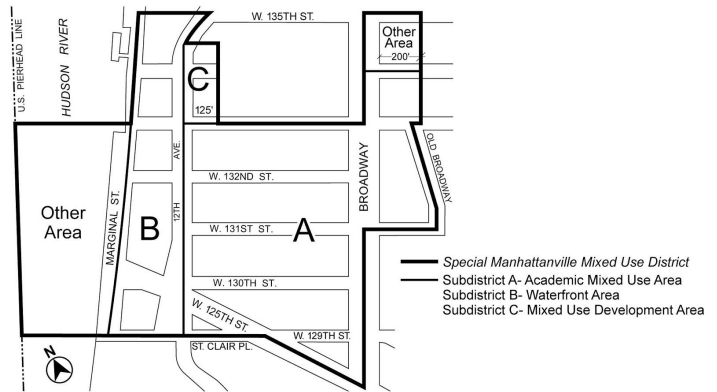 W. 135TH ST.
Other
Area
200'
U.S. PIERHEAD LINE
HUDSON RIVER
C
125'
AVE.
12TH
BROADWAY
OLD BROADWAY
W. 132ND ST.
Other
Area
MARGINAL ST.
B
W. 131ST ST.
A
W. 130TH ST.
W. 125TH ST.
W. 129TH ST.
ST. CLAIR PL.
N
Special Manhattanville Mixed Use District
Subdistrict A- Academic Mixed Use Area
Subdistrict B- Waterfront Area
Subdistrict C- Mixed Use Development Area